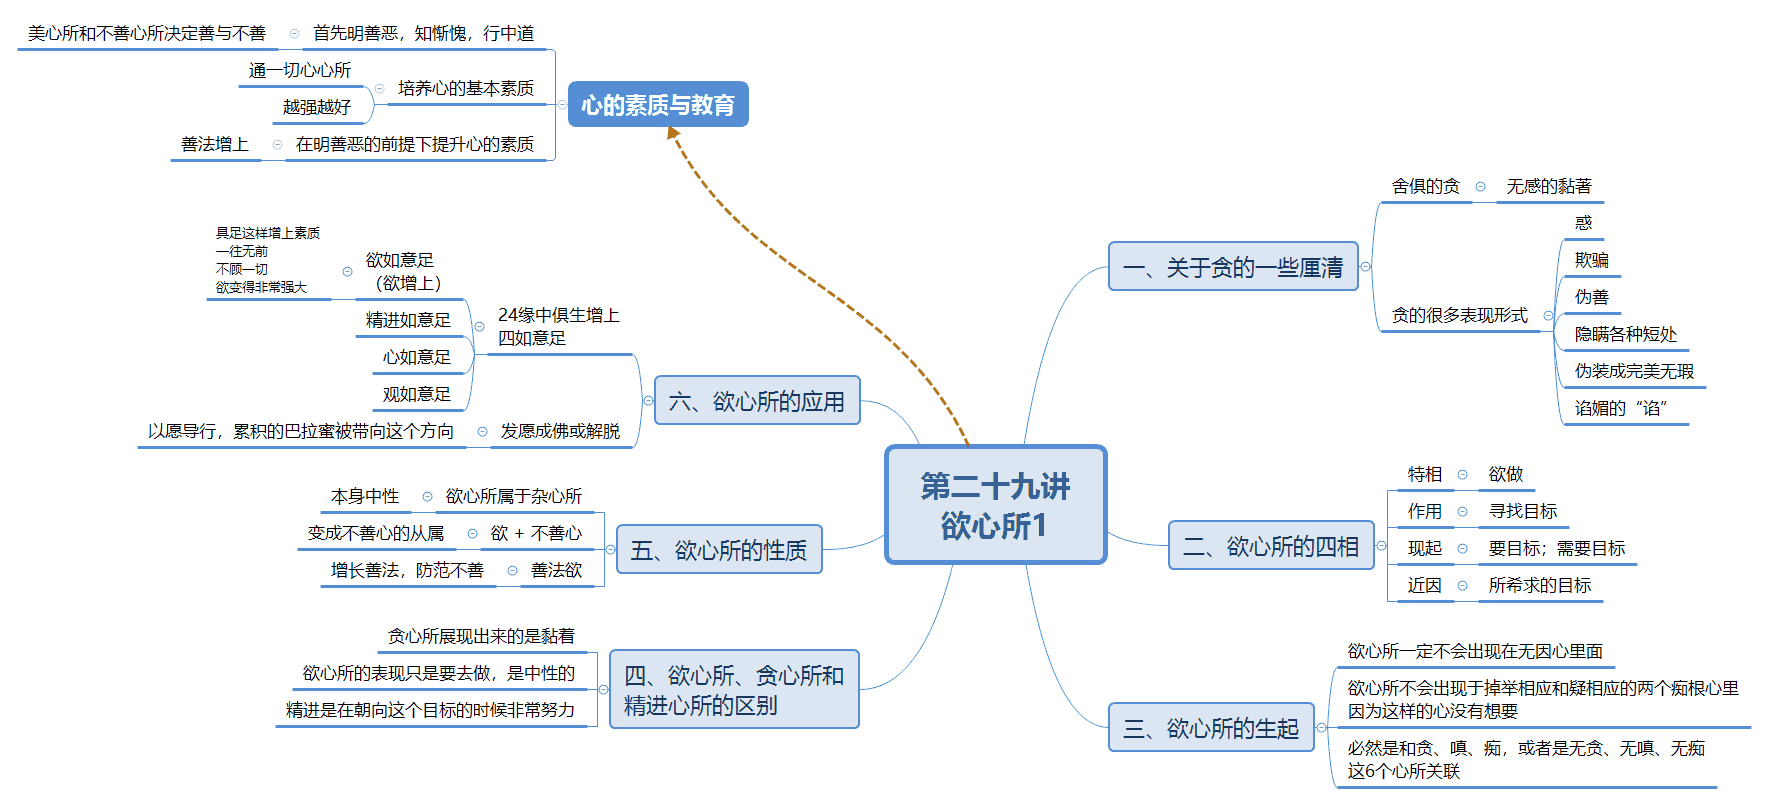 第二十九讲
欲心所1
一、关于贪的一些厘清
舍俱的贪
无感的黏著
贪的很多表现形式
惑
欺骗
伪善
隐瞒各种短处
伪装成完美无瑕
谄媚的“谄”
二、欲心所的四相
特相
欲做
作用
寻找目标
现起
要目标；需要目标
近因
所希求的目标
三、欲心所的生起
欲心所一定不会出现在无因心里面
欲心所不会出现于掉举相应和疑相应的两个痴根心里
因为这样的心没有想要
必然是和贪、嗔、痴，或者是无贪、无嗔、无痴
这6个心所关联
四、欲心所、贪心所和
精进心所的区别
贪心所展现出来的是黏着
欲心所的表现只是要去做，是中性的
精进是在朝向这个目标的时候非常努力
五、欲心所的性质
欲心所属于杂心所
本身中性
欲 + 不善心
变成不善心的从属
善法欲
增长善法，防范不善
六、欲心所的应用
24缘中俱生增上
四如意足
欲如意足
（欲增上）
具足这样增上素质
一往无前
不顾一切
欲变得非常强大
精进如意足
心如意足
观如意足
发愿成佛或解脱
以愿导行，累积的巴拉蜜被带向这个方向
心的素质与教育
首先明善恶，知惭愧，行中道
美心所和不善心所决定善与不善
培养心的基本素质
通一切心心所
越强越好
在明善恶的前提下提升心的素质
善法增上